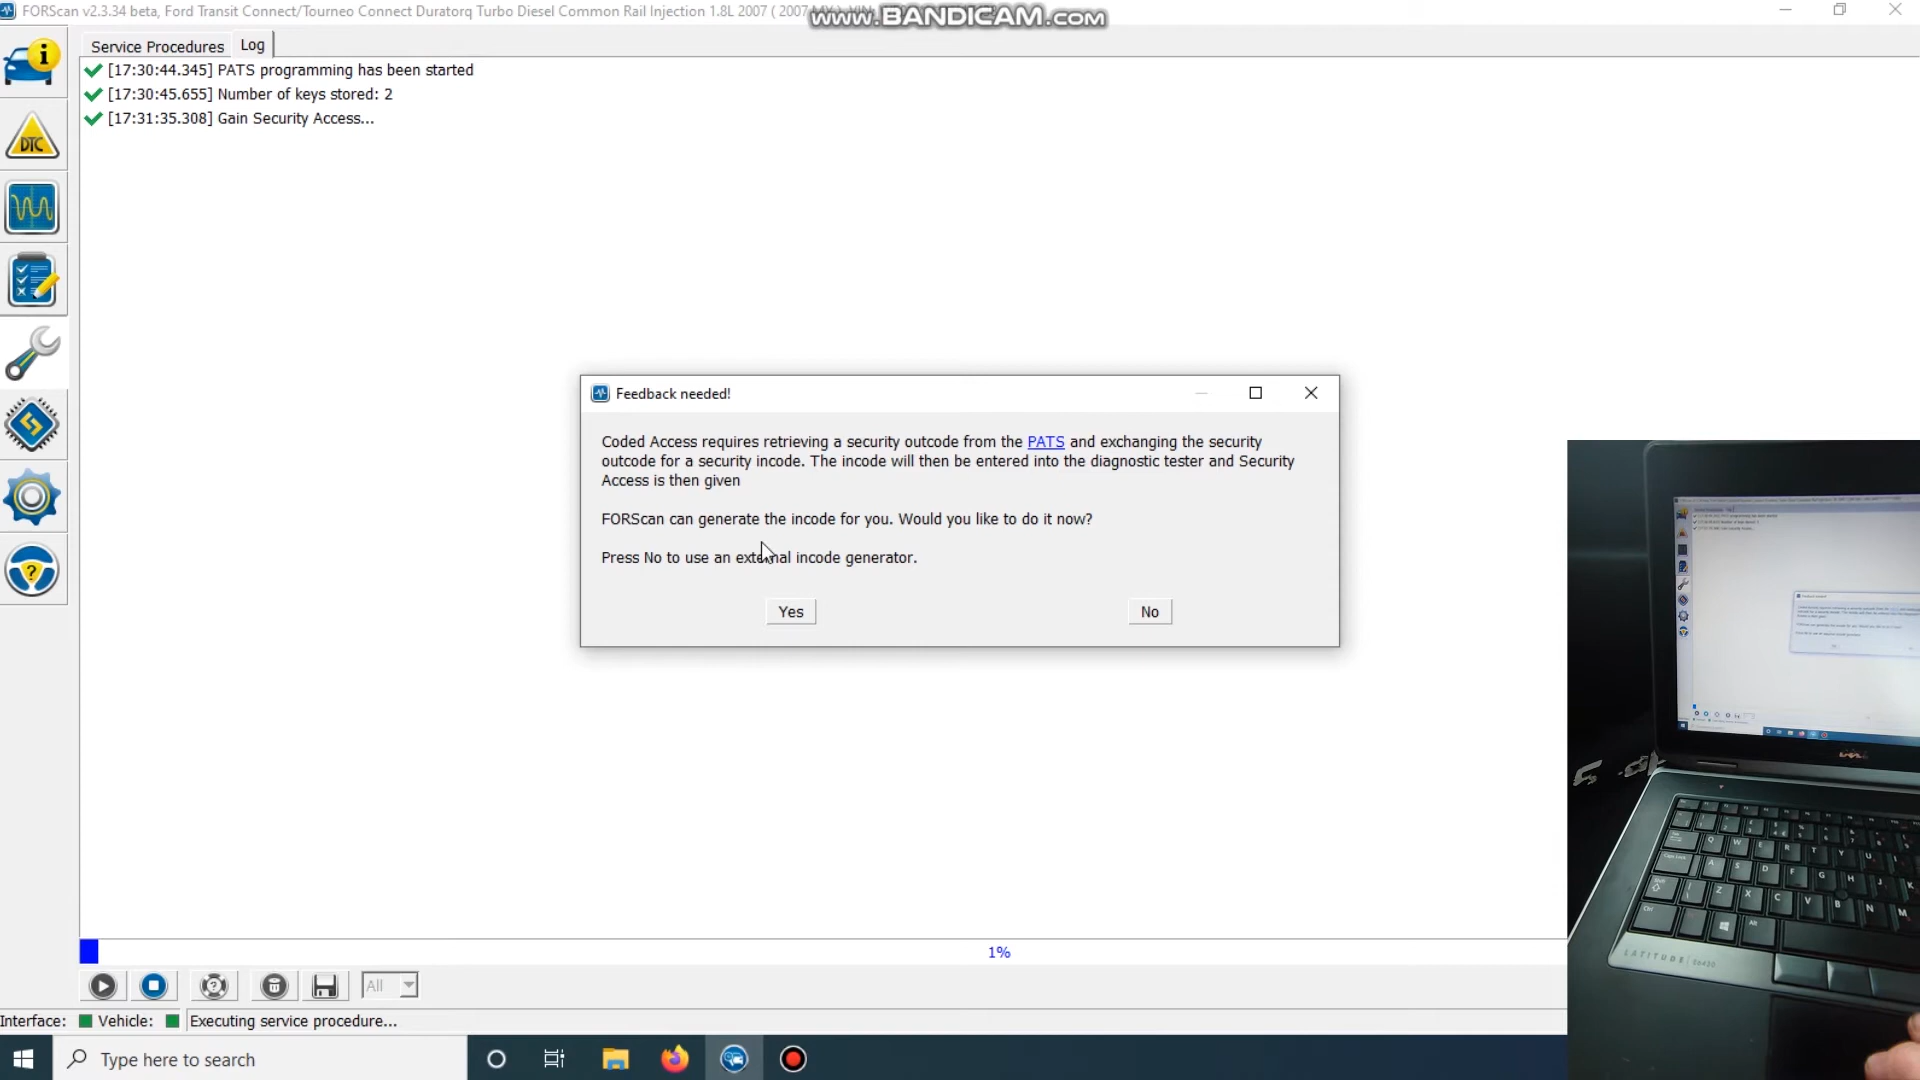 FORScan v2.3.34 beta, Ford Transit Connect/Tourneo Connect Duratorq Turbo Diesel Common Rail Injection 1.8L 2007 ( 2007
www.BANDICAM.com
Service Procedures Log
[17:30:44.345] PATS programming has been started
[17:30:45.655] Number of keys stored: 2
[17:31:35.308] Gain Security Access...
DTC
Feedback needed!
Coded Access requires retrieving a security outcode from the PATS and exchanging the security
outcode for a security incode. The incode will then be entered into the diagnostic tester and Security
Access is then given
FORScan can generate the incode for you. Would you like to do it now?
Press No to use an external incode generator.
Yes No
1%
All
Interface: Vehicle: Executing service procedure...
Type here to search
LATITUDE E6420